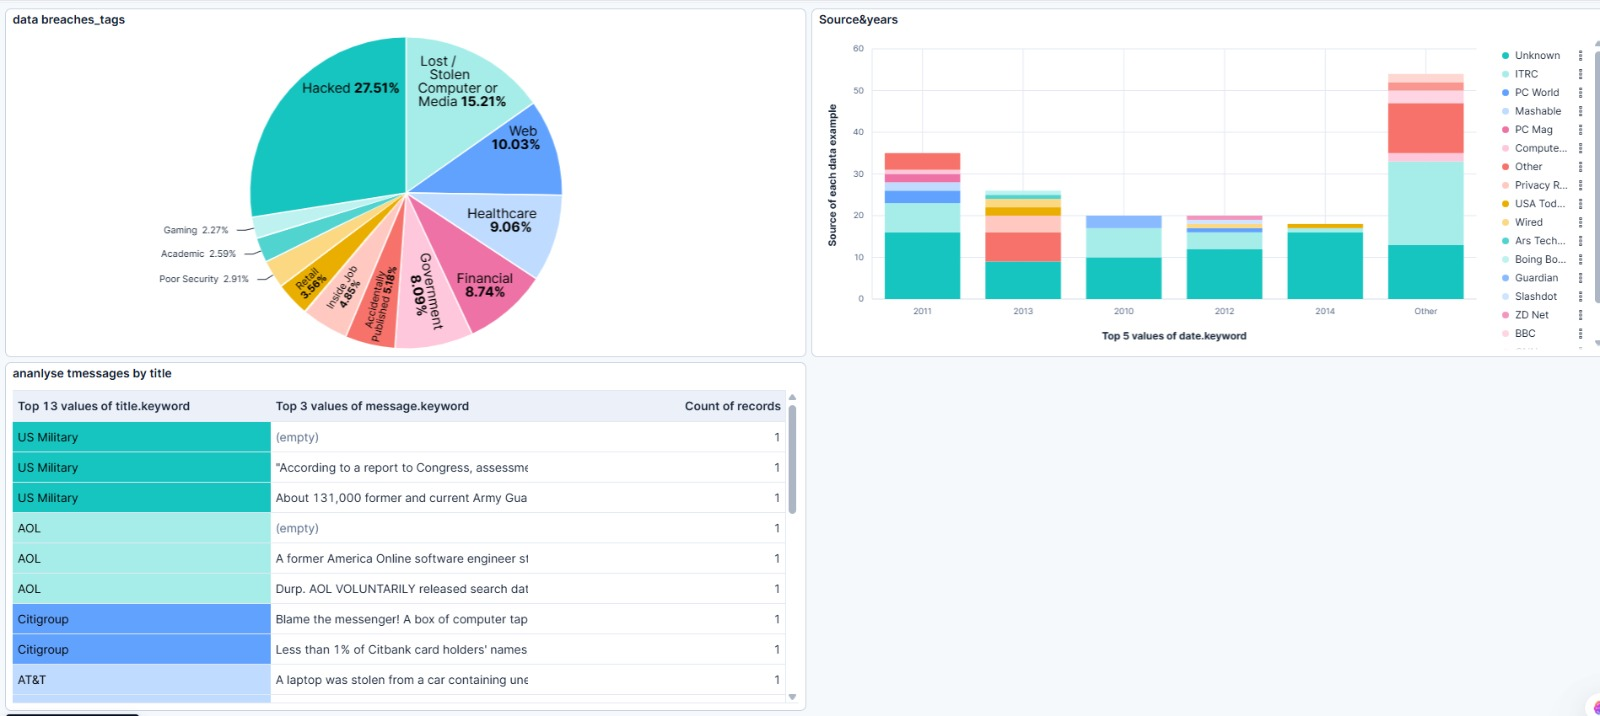 data breaches_tags
Lost /
Stolen
Computer or
Media 15.21%
Hacked 27.51%
Web
10.03%
Healthcare
9.06%
Financial
8.74%
Government
8.09%
Accidentally
Published 5.18%
Inside Job
4.85%
Retail
3.56%
Poor Security 2.91%
Academic 2.59%
Gaming 2.27%
Source&years
Source of each data example
60
50
40
30
20
10
0
2011
2013
2010
2012
2014
Other
Top 5 values of date.keyword
Unknown
ITRC
PC World
Mashable
PC Mag
Compute...
Other
Privacy R...
USA Tod...
Wired
Ars Tech...
Boing Bo...
Guardian
Slashdot
ZD Net
BBC
ananlyse tmessages by title
Top 13 values of title.keyword Top 3 values of message.keyword Count of records
US Military (empty) 1
US Military "According to a report to Congress, assessme 1
US Military About 131,000 former and current Army Gua 1
AOL (empty) 1
AOL A former America Online software engineer st 1
AOL Durp. AOL VOLUNTARILY released search dat 1
Citigroup Blame the messenger! A box of computer tap 1
Citigroup Less than 1% of Citbank card holders' names 1
AT&T A laptop was stolen from a car containing une 1